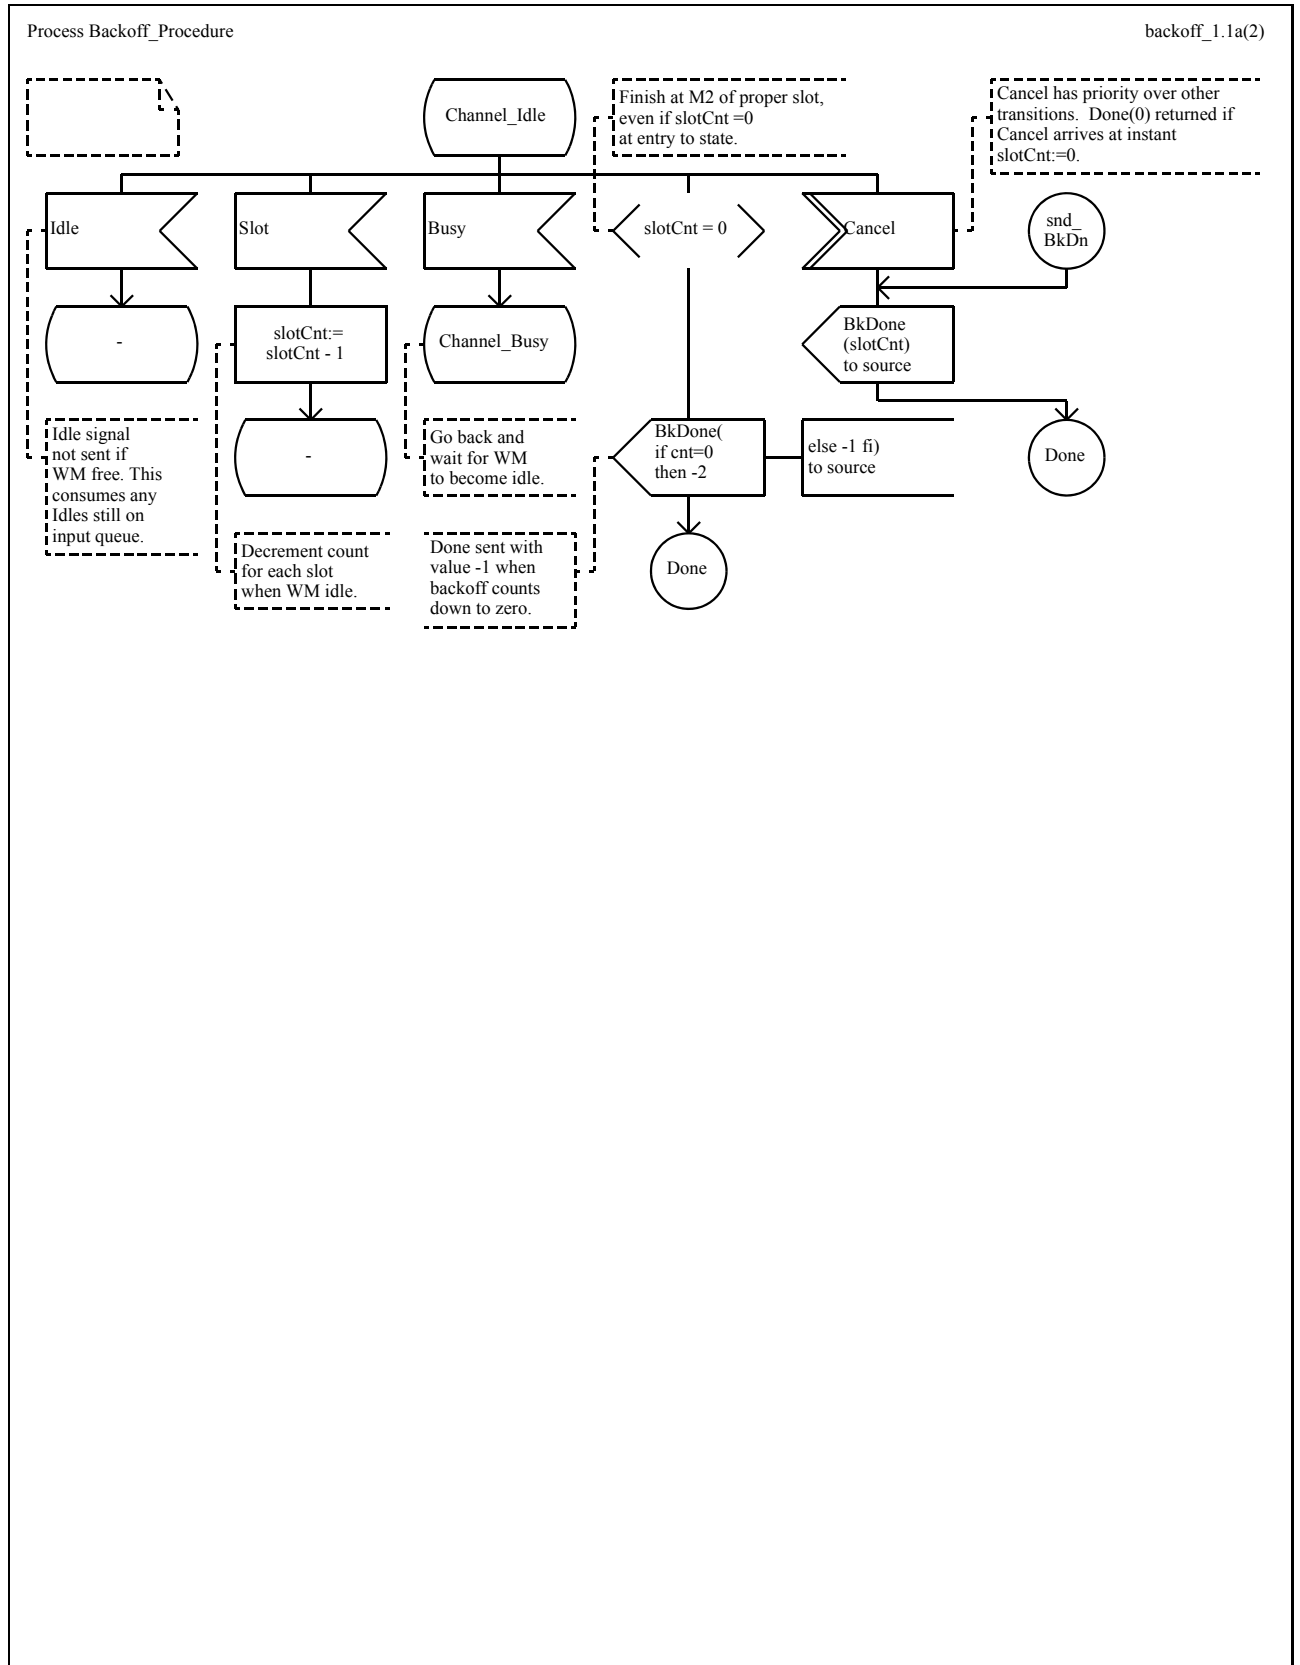 Process Backoff_Procedure
backoff_1.1a(2)
Channel_Idle
Finish at M2 of proper slot,
even if slotCnt =0
at entry to state.
Cancel has priority over other
transitions.  Done(0) returned if
Cancel arrives at instant
slotCnt:=0.
Idle
Slot
Busy
slotCnt = 0
Cancel
snd_
BkDn
-
slotCnt:=
slotCnt - 1
Channel_Busy
BkDone
(slotCnt)
to source
Idle signal
not sent if
WM free. This
consumes any
Idles still on
input queue.
-
Go back and
wait for WM
to become idle.
BkDone(
if cnt=0
then -2
else -1 fi)
to source
Done
Decrement count
for each slot
when WM idle.
Done sent with
value -1 when
backoff counts
down to zero.
Done